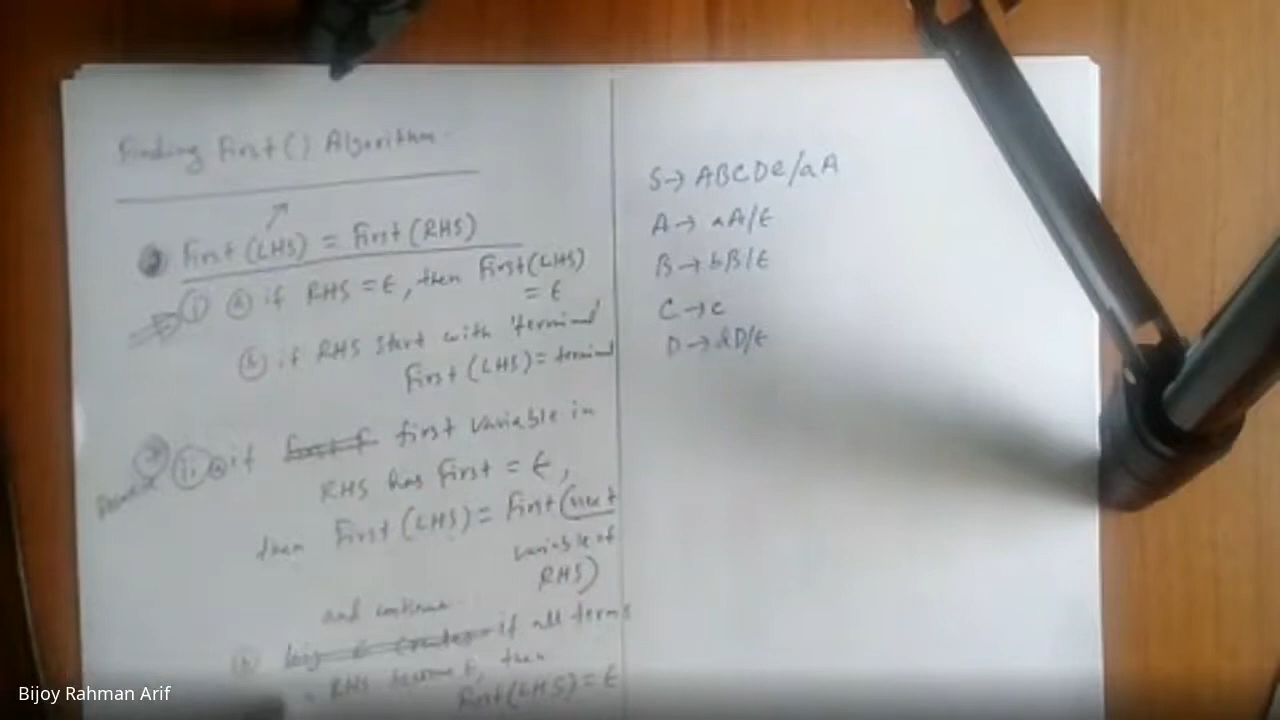 Finding First() Algorithm
First (LHS) = First (RHS)
(i) (a) if RHS = ε, then First(LHS)
= ε
(b) if RHS start with 'terminal'
First (LHS) = terminal
(ii) (a) if first variable in
RHS has First = ε,
then First (LHS) = First (next
variable of
RHS)
and continue
(b) if all terms
RHS become ε, then
First(LHS) = ε
S → ABCDe/aA
A → aA/ε
B → bB/ε
C → c
D → dD/ε
Bijoy Rahman Arif